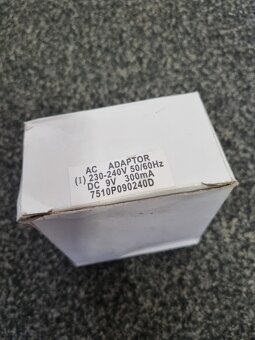 AC ADAPTOR
(I) 230-240V 50/60Hz
DC 9V 300mA
7510P090240D